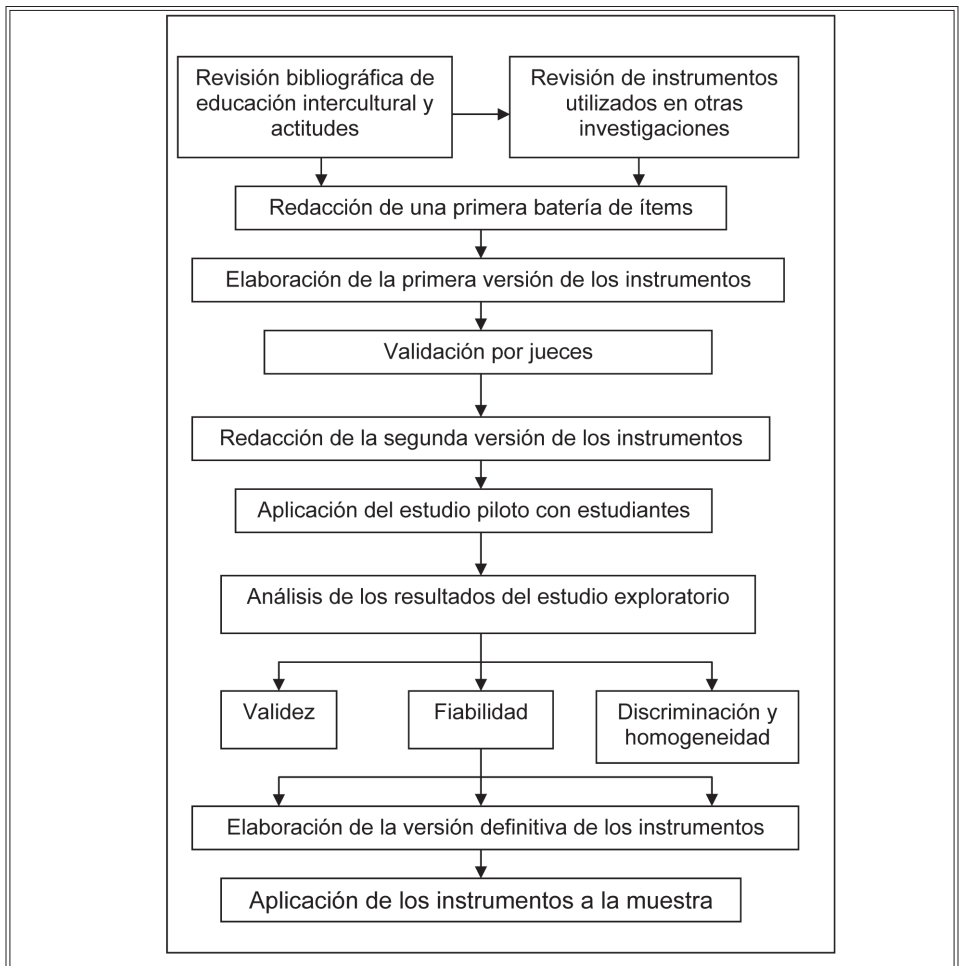 Revisión bibliográfica de
educación intercultural y
actitudes
Revisión de instrumentos
utilizados en otras
investigaciones
Redacción de una primera batería de ítems
Elaboración de la primera versión de los instrumentos
Validación por jueces
Redacción de la segunda versión de los instrumentos
Aplicación del estudio piloto con estudiantes
Análisis de los resultados del estudio exploratorio
Validez
Fiabilidad
Discriminación y
homogeneidad
Elaboración de la versión definitiva de los instrumentos
Aplicación de los instrumentos a la muestra